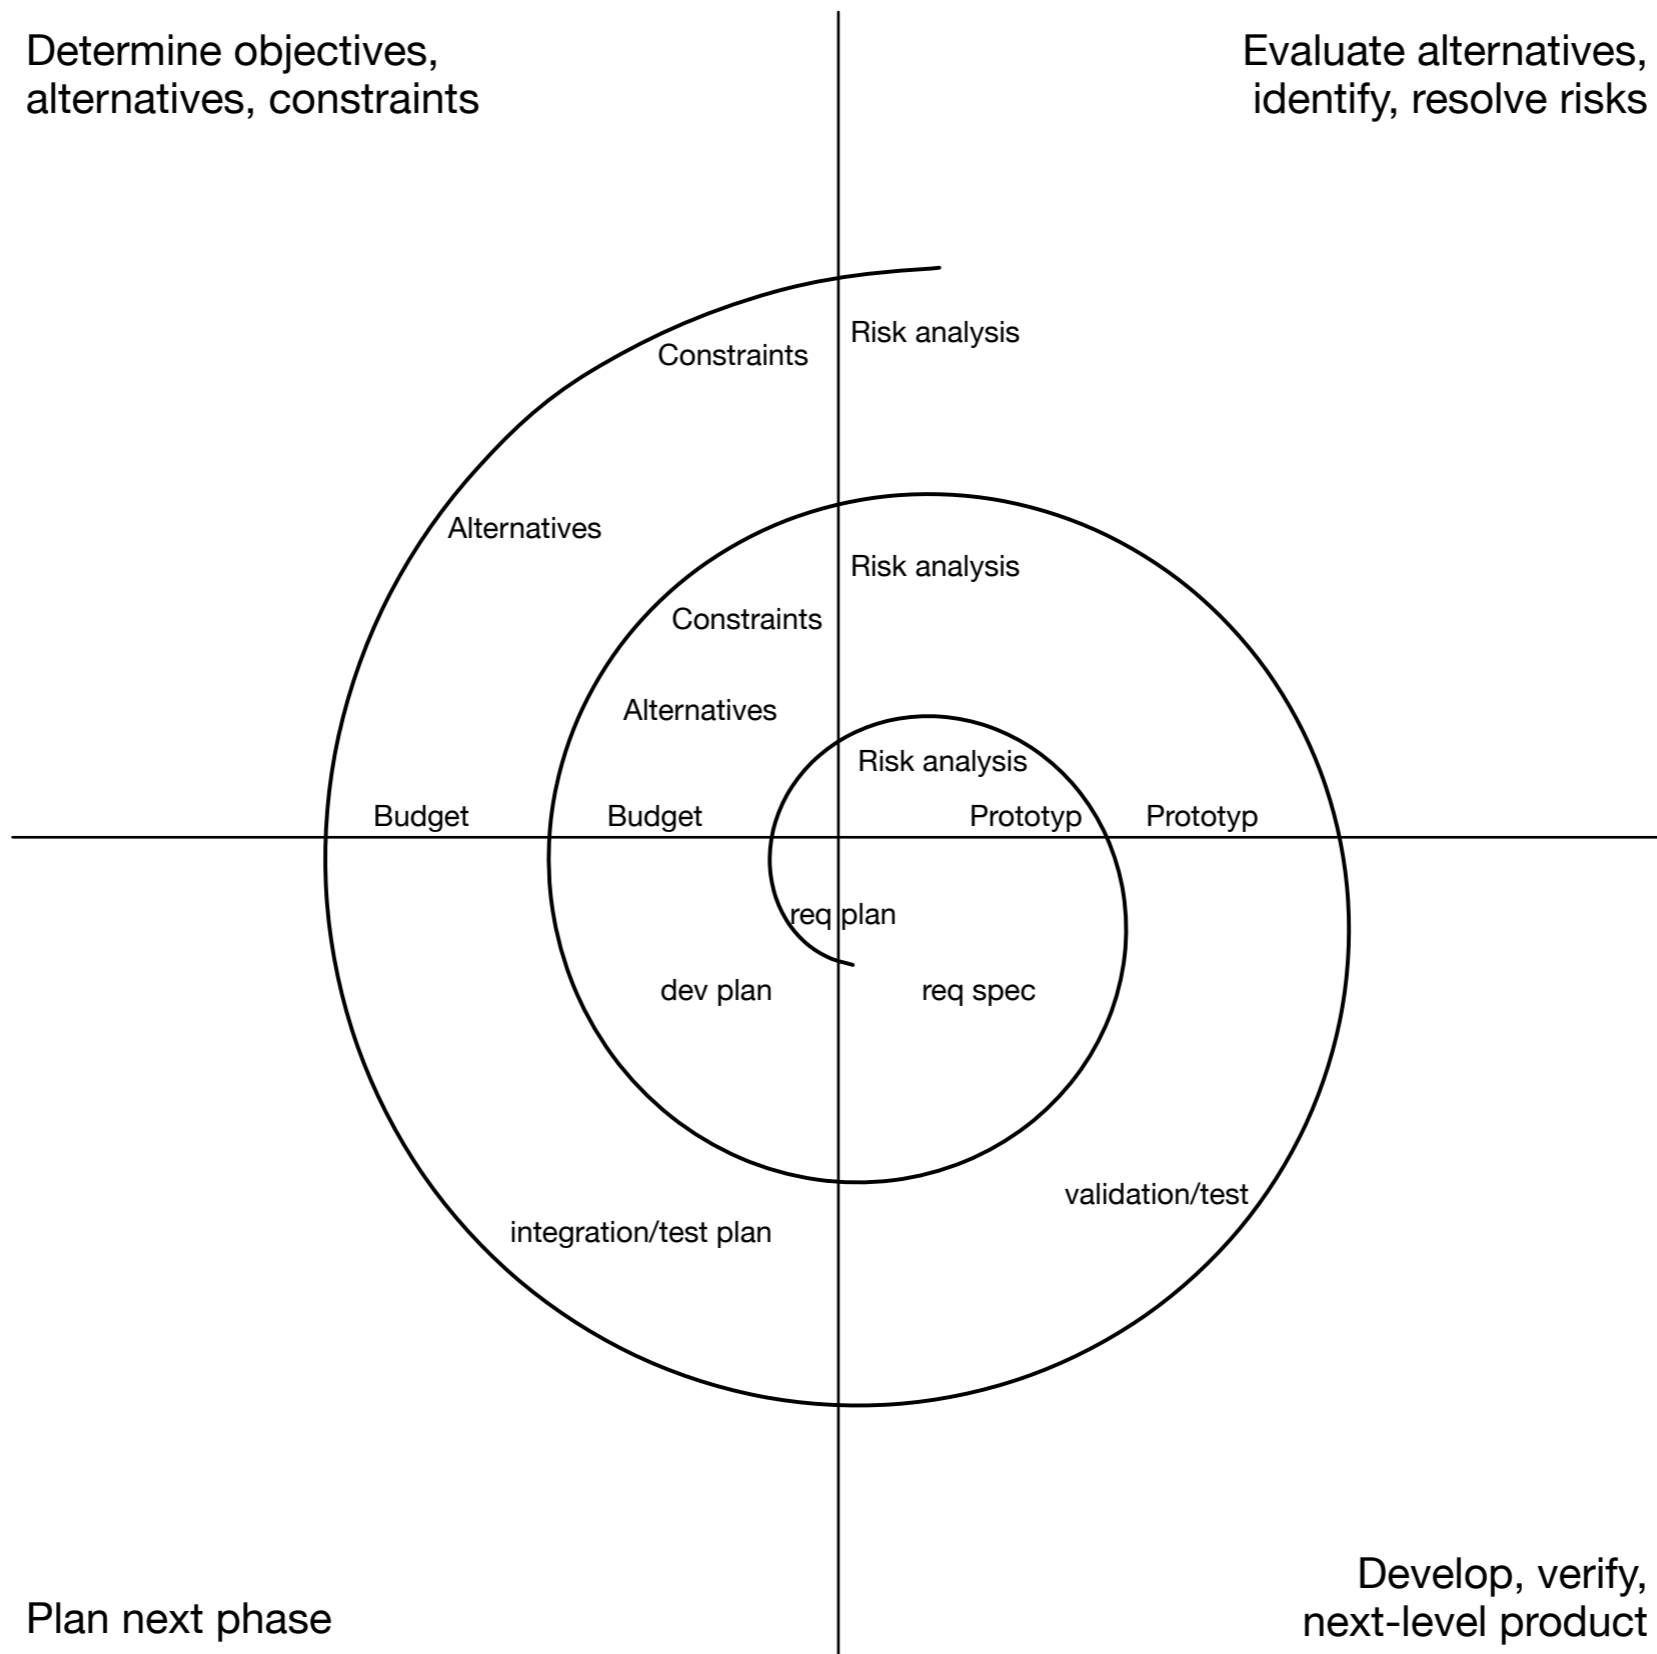 Determine objectives,
alternatives, constraints
Evaluate alternatives,
identify, resolve risks
Risk analysis
Constraints
Alternatives
Risk analysis
Constraints
Alternatives
Risk analysis
Budget
Budget
Prototyp
Prototyp
req plan
dev plan
req spec
validation/test
integration/test plan
Plan next phase
Develop, verify,
next-level product